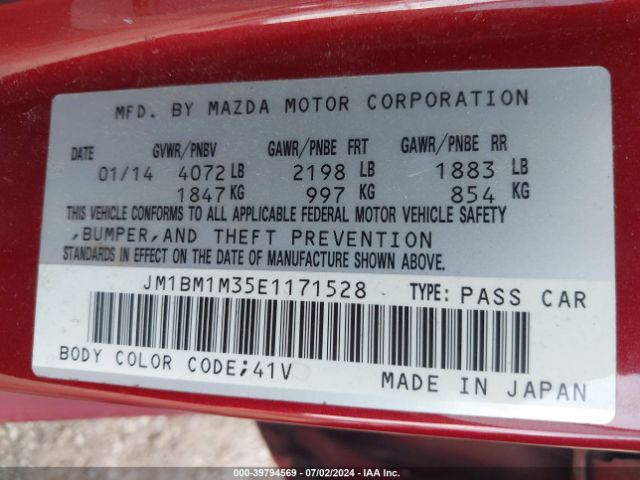 MFD. BY MAZDA MOTOR CORPORATION
DATE GVWR/PNBV GAWR/PNBE FRT GAWR/PNBE RR
01/14 4072 LB 2198 LB 1883 LB
1847 KG 997 KG 854 KG
THIS VEHICLE CONFORMS TO ALL APPLICABLE FEDERAL MOTOR VEHICLE SAFETY
,BUMPER,AND THEFT PREVENTION
STANDARDS IN EFFECT ON THE DATE OF MANUFACTURE SHOWN ABOVE.
JM1BM1M35E1171528 TYPE: PASS CAR
BODY COLOR CODE;41V
MADE IN JAPAN
000-39794569 | 07/02/2024 | IAA Inc.